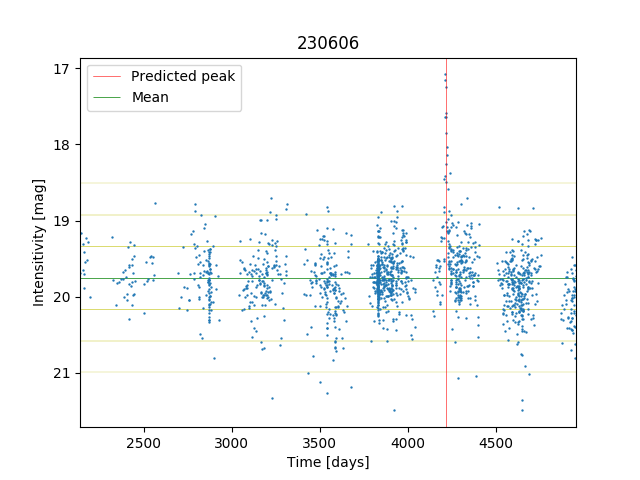 230606
Predicted peak
Mean
17
18
19
20
21
Intensitivity [mag]
2500
3000
3500
4000
4500
Time [days]